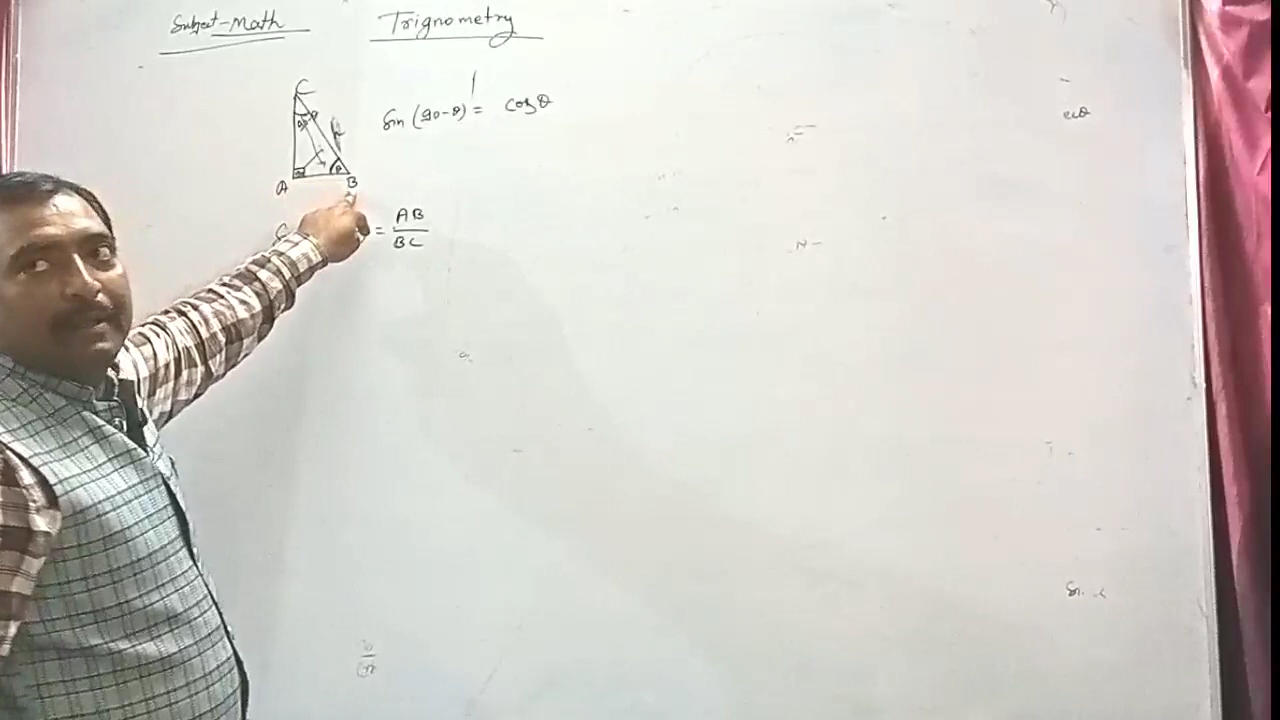 Subject-Math
Trignometry
C
Sin (90-θ) = cosθ
θ
A
B
= AB
BC